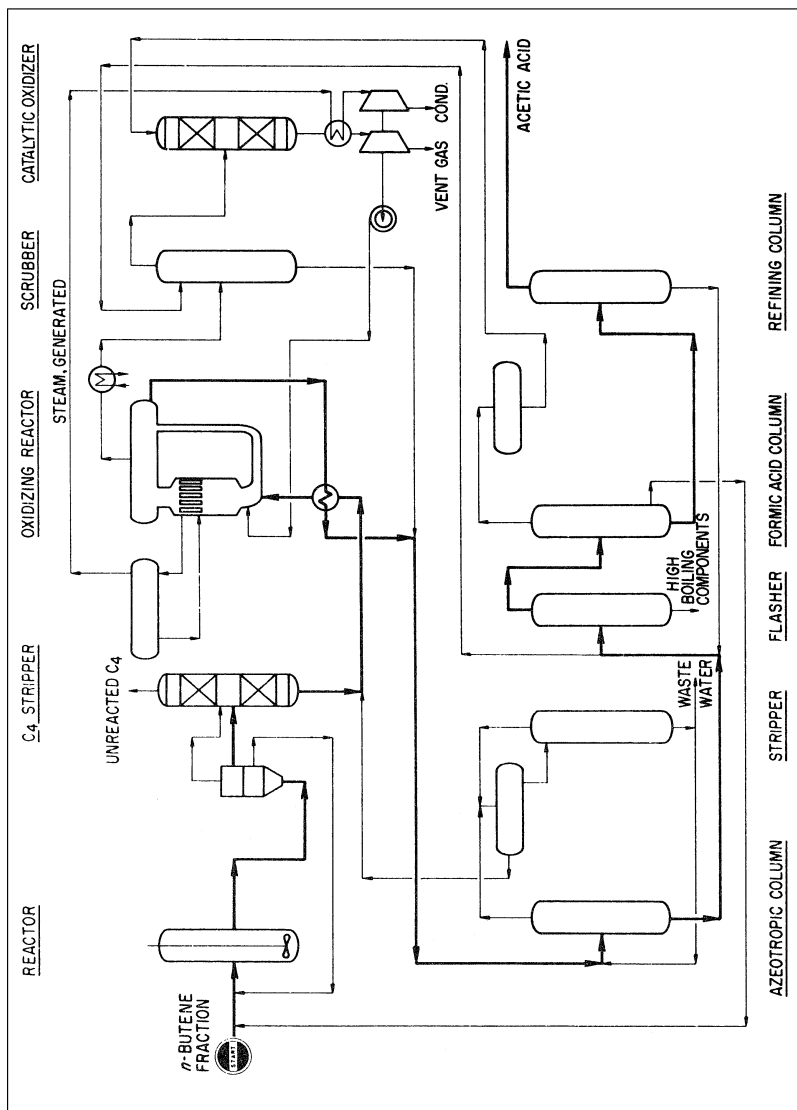 REACTOR
C4 STRIPPER
OXIDIZING REACTOR
SCRUBBER
CATALYTIC OXIDIZER
n-BUTENE
FRACTION
START
UNREACTED C4
STEAM, GENERATED
VENT GAS
COND.
WASTE
WATER
HIGH
BOILING
COMPONENTS
ACETIC ACID
AZEOTROPIC COLUMN
STRIPPER
FLASHER
FORMIC ACID COLUMN
REFINING COLUMN